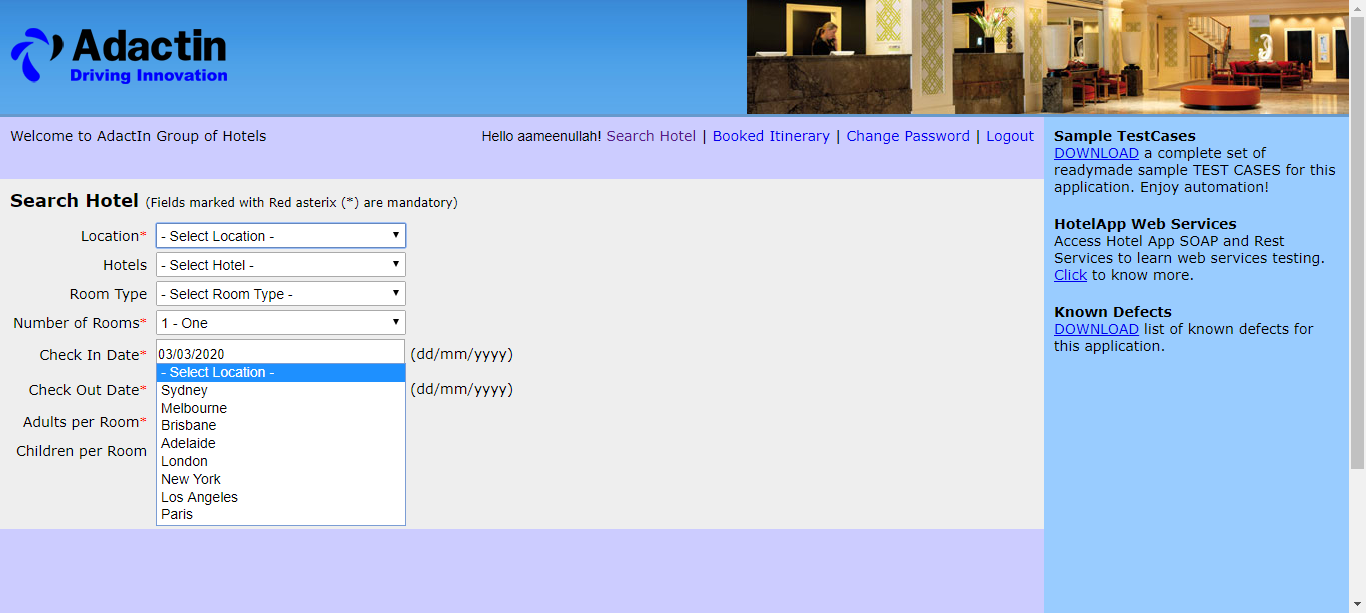 Adactin
Driving Innovation
Welcome to AdactIn Group of Hotels
Hello aameenullah! Search Hotel | Booked Itinerary | Change Password | Logout
Search Hotel (Fields marked with Red asterix (*) are mandatory)
Location* - Select Location -
Hotels - Select Hotel -
Room Type - Select Room Type -
Number of Rooms* 1 - One
Check In Date* 03/03/2020 (dd/mm/yyyy)
- Select Location -
Check Out Date* (dd/mm/yyyy)
Sydney
Melbourne
Adults per Room*
Brisbane
Adelaide
Children per Room
London
New York
Los Angeles
Paris
Sample TestCases
DOWNLOAD a complete set of
readymade sample TEST CASES for this
application. Enjoy automation!
HotelApp Web Services
Access Hotel App SOAP and Rest
Services to learn web services testing.
Click to know more.
Known Defects
DOWNLOAD list of known defects for
this application.